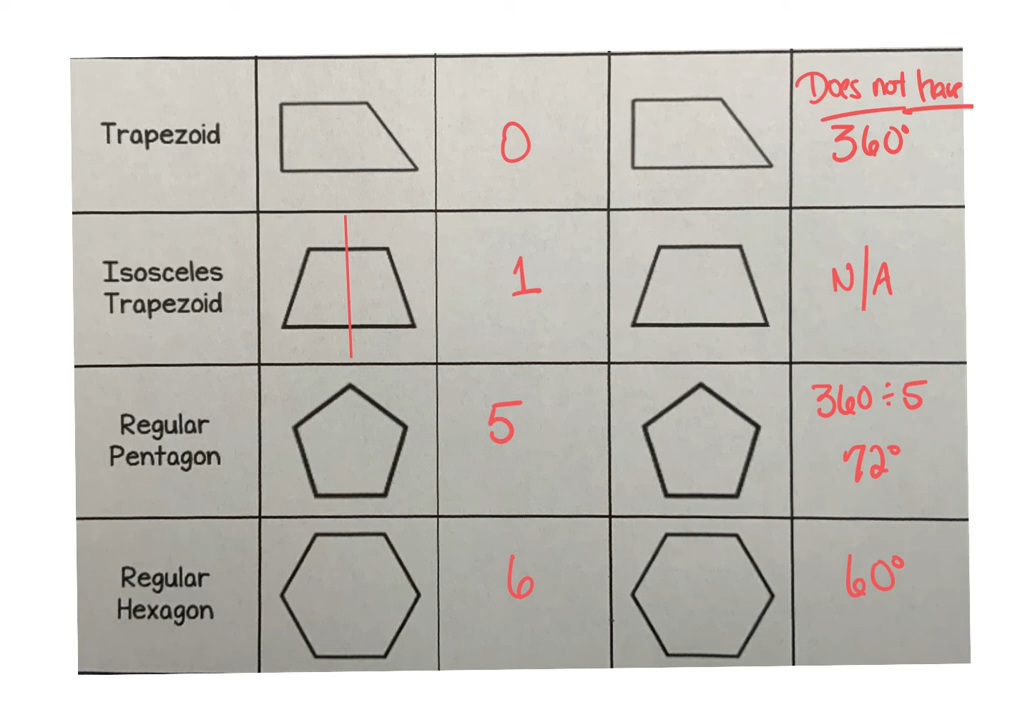 Trapezoid
0
Does not have
360°
Isosceles
Trapezoid
1
N/A
Regular
Pentagon
5
360÷5
72°
Regular
Hexagon
6
60°